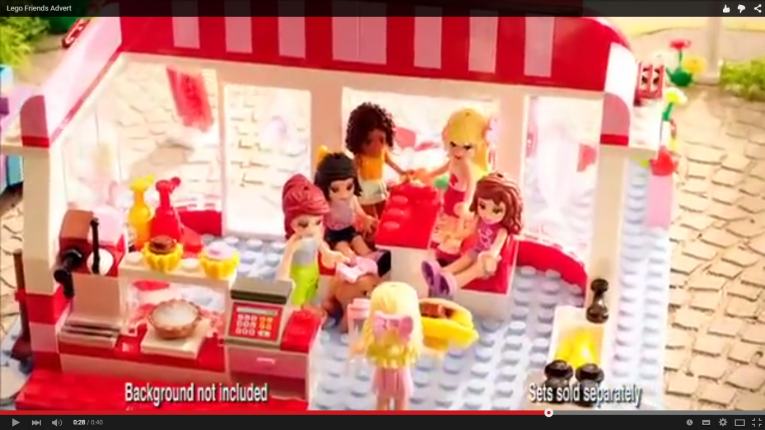 Lego Friends Advert
Background not included
Sets sold separately
0:28 / 0:40